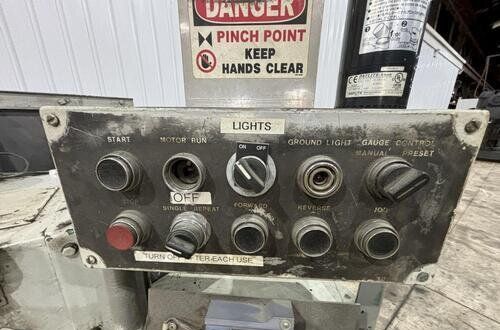 DANGER
PINCH POINT
KEEP
HANDS CLEAR
LIGHTS
ON OFF
START
MOTOR RUN
GROUND LIGHT
GAUGE CONTROL
MANUAL PRESET
STOP
OFF
SINGLE REPEAT
FORWARD
REVERSE
JOG
TURN OFF AFTER EACH USE